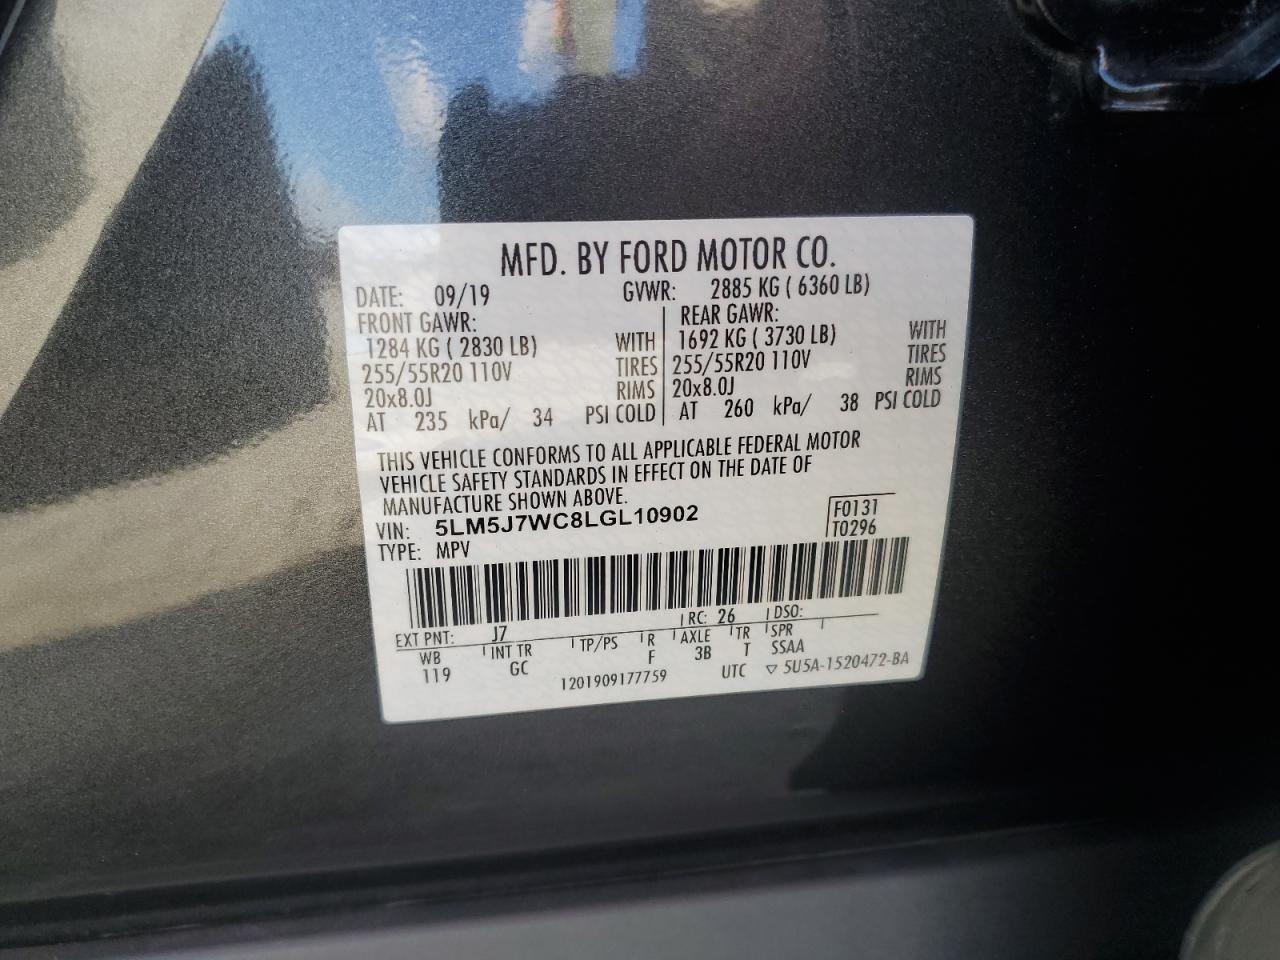 MFD. BY FORD MOTOR CO.
DATE: 09/19 GVWR: 2885 KG ( 6360 LB)
FRONT GAWR: REAR GAWR:
1284 KG ( 2830 LB) WITH 1692 KG ( 3730 LB) WITH
255/55R20 110V TIRES 255/55R20 110V TIRES
20x8.0J RIMS 20x8.0J RIMS
AT 235 kPa/ 34 PSI COLD AT 260 kPa/ 38 PSI COLD
THIS VEHICLE CONFORMS TO ALL APPLICABLE FEDERAL MOTOR
VEHICLE SAFETY STANDARDS IN EFFECT ON THE DATE OF
MANUFACTURE SHOWN ABOVE.
VIN: 5LM5J7WC8LGL10902 F0131
TYPE: MPV T0296
EXT PNT: J7 RC: 26 DSO:
WB INT TR TP/PS R AXLE TR SPR
119 GC F 3B T SSAA
1201909177759 UTC ▽ 5U5A-1520472-BA